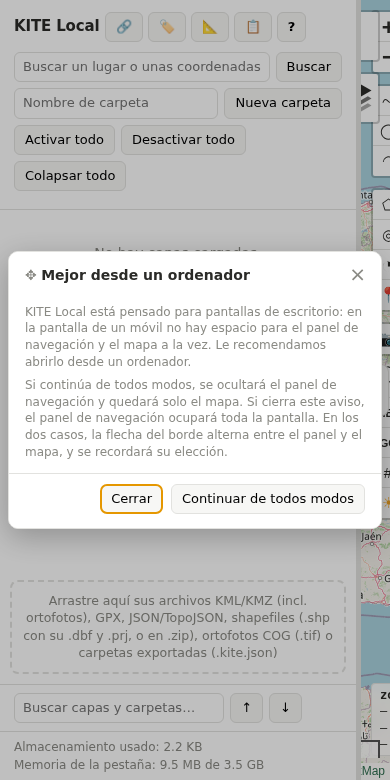 KITE Local
?
Buscar un lugar o unas coordenadas
Buscar
Nombre de carpeta
Nueva carpeta
Activar todo
Desactivar todo
Colapsar todo
Mejor desde un ordenador
KITE Local está pensado para pantallas de escritorio: en
la pantalla de un móvil no hay espacio para el panel de
navegación y el mapa a la vez. Le recomendamos
abrirlo desde un ordenador.
Si continúa de todos modos, se ocultará el panel de
navegación y quedará solo el mapa. Si cierra este aviso,
el panel de navegación ocupará toda la pantalla. En los
dos casos, la flecha del borde alterna entre el panel y el
mapa, y se recordará su elección.
Cerrar
Continuar de todos modos
Jaén
Arrastre aquí sus archivos KML/KMZ (incl.
ortofotos), GPX, JSON/TopoJSON, shapefiles (.shp
con su .dbf y .prj, o en .zip), ortofotos COG (.tif) o
carpetas exportadas (.kite.json)
Buscar capas y carpetas…
↑
↓
Almacenamiento usado: 2.2 KB
Memoria de la pestaña: 9.5 MB de 3.5 GB
Map